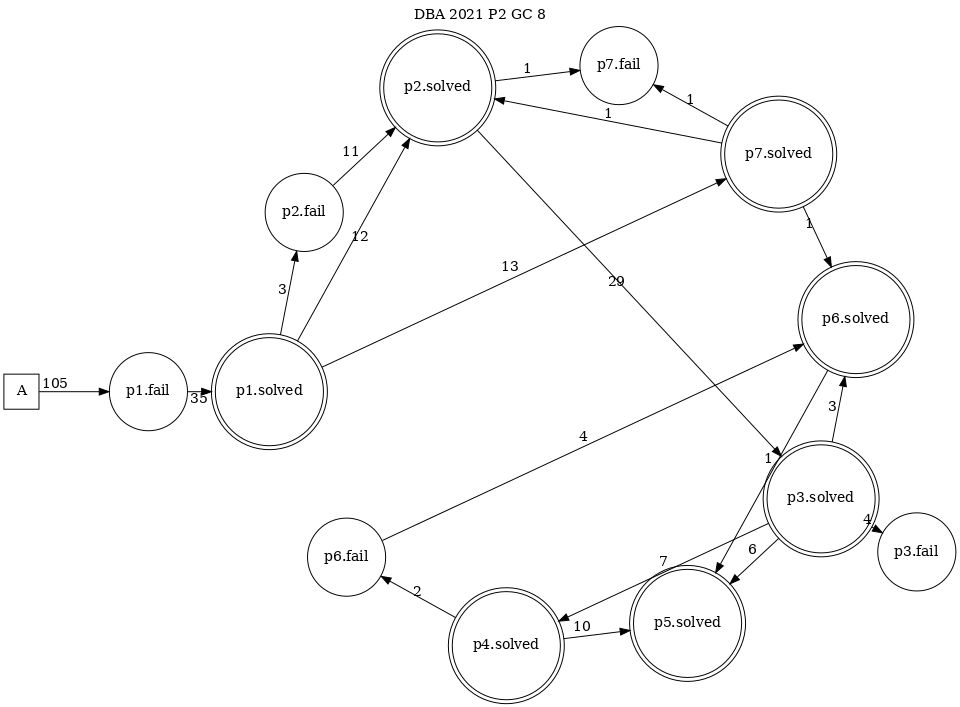 DBA 2021 P2 GC 8
p2.solved
1
p7.fail
1
1
p7.solved
11
p2.fail
12
3
13
29
1
p6.solved
A
105
p1.fail
35
p1.solved
3
4
1
p3.solved
4
p3.fail
p6.fail
7
6
2
10
p4.solved
p5.solved